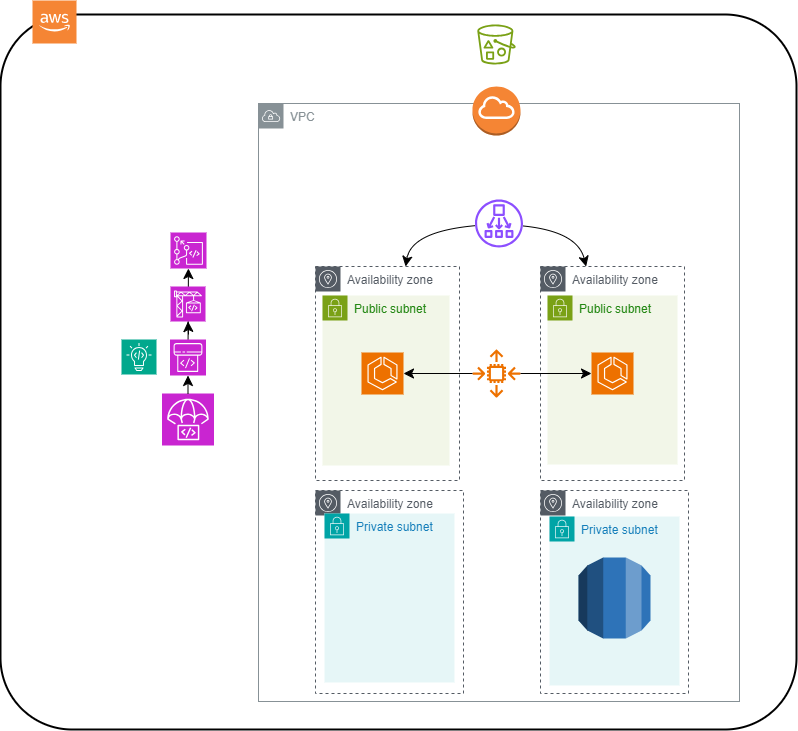 aws
VPC
Availability zone
Availability zone
Public subnet
Public subnet
Availability zone
Availability zone
Private subnet
Private subnet